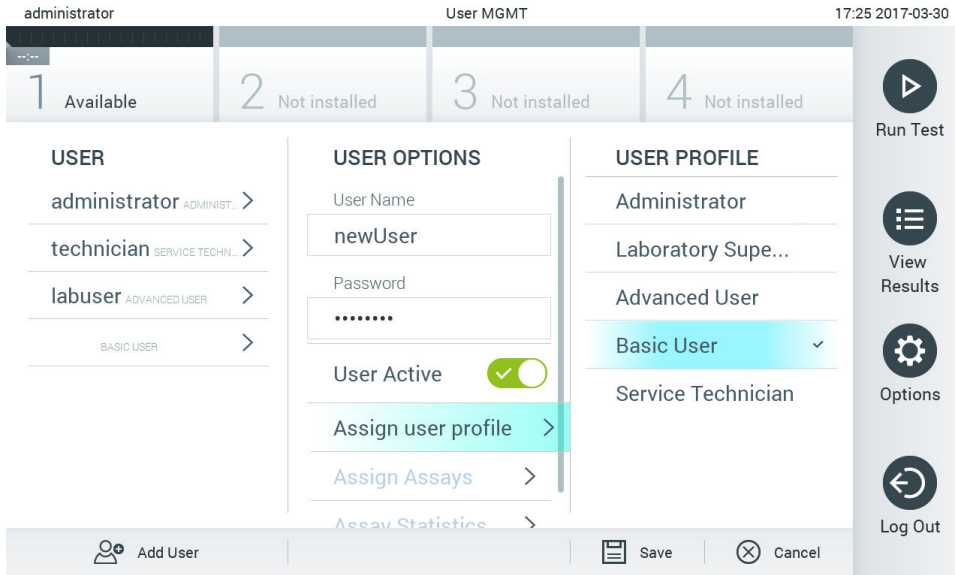 administrator User MGMT 17:25 2017-03-30
--:--
1 Available 2 Not installed 3 Not installed 4 Not installed
Run Test
USER
administrator ADMINIST...
technician SERVICE TECHN...
labuser ADVANCED USER
BASIC USER
USER OPTIONS
User Name
newUser
Password
••••••••
User Active
Assign user profile
Assign Assays
Assay Statistics
USER PROFILE
Administrator
Laboratory Supe...
Advanced User
Basic User
Service Technician
View
Results
Options
Log Out
Add User Save Cancel